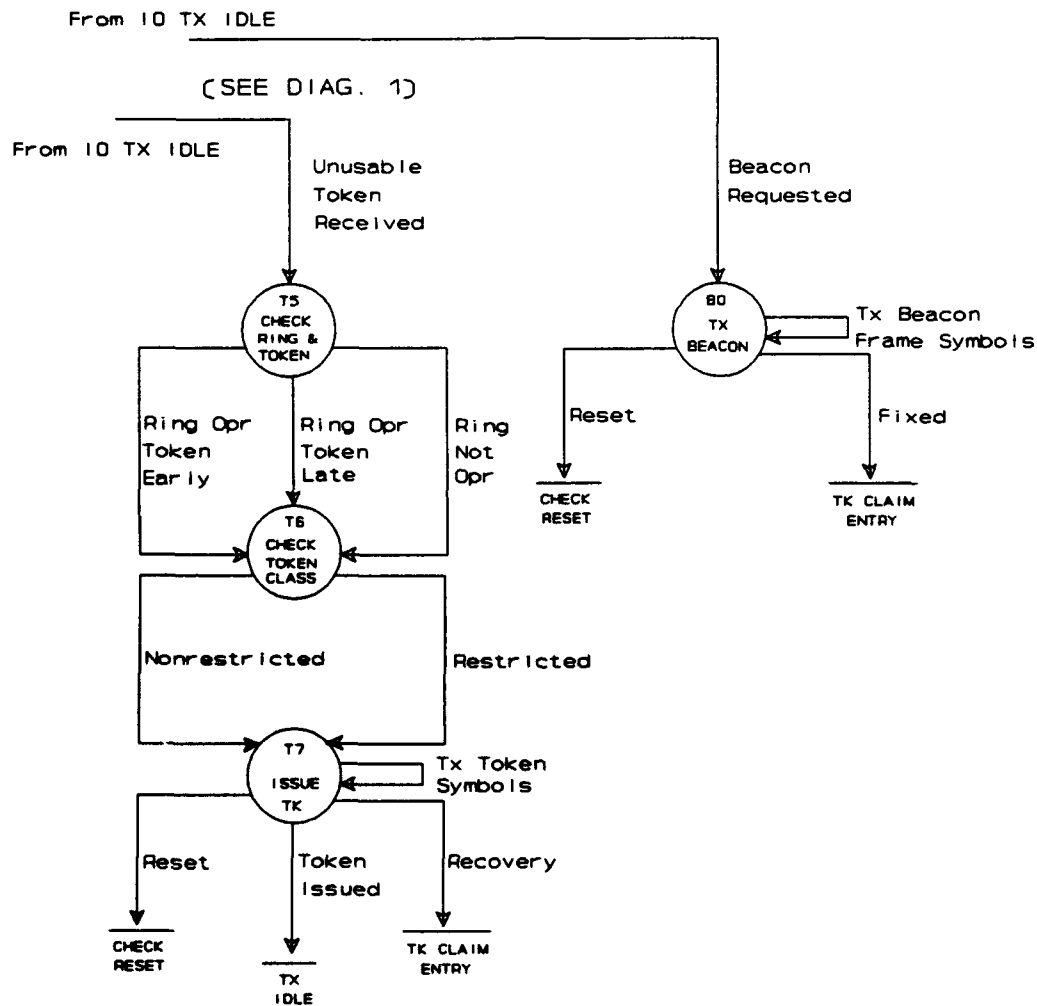 From IO TX IDLE
(SEE DIAG. 1)
From IO TX IDLE
Unusable
Token
Received
Beacon
Requested
T5
CHECK
RING &
TOKEN
B0
TX
BEACON
Tx Beacon
Frame Symbols
Ring Opr
Token
Early
Ring Opr
Token
Late
Ring
Not
Opr
Reset
Fixed
CHECK
RESET
TK CLAIM
ENTRY
T6
CHECK
TOKEN
CLASS
Nonrestricted
Restricted
T7
ISSUE
TK
Tx Token
Symbols
Reset
Token
Issued
Recovery
CHECK
RESET
TX
IDLE
TK CLAIM
ENTRY